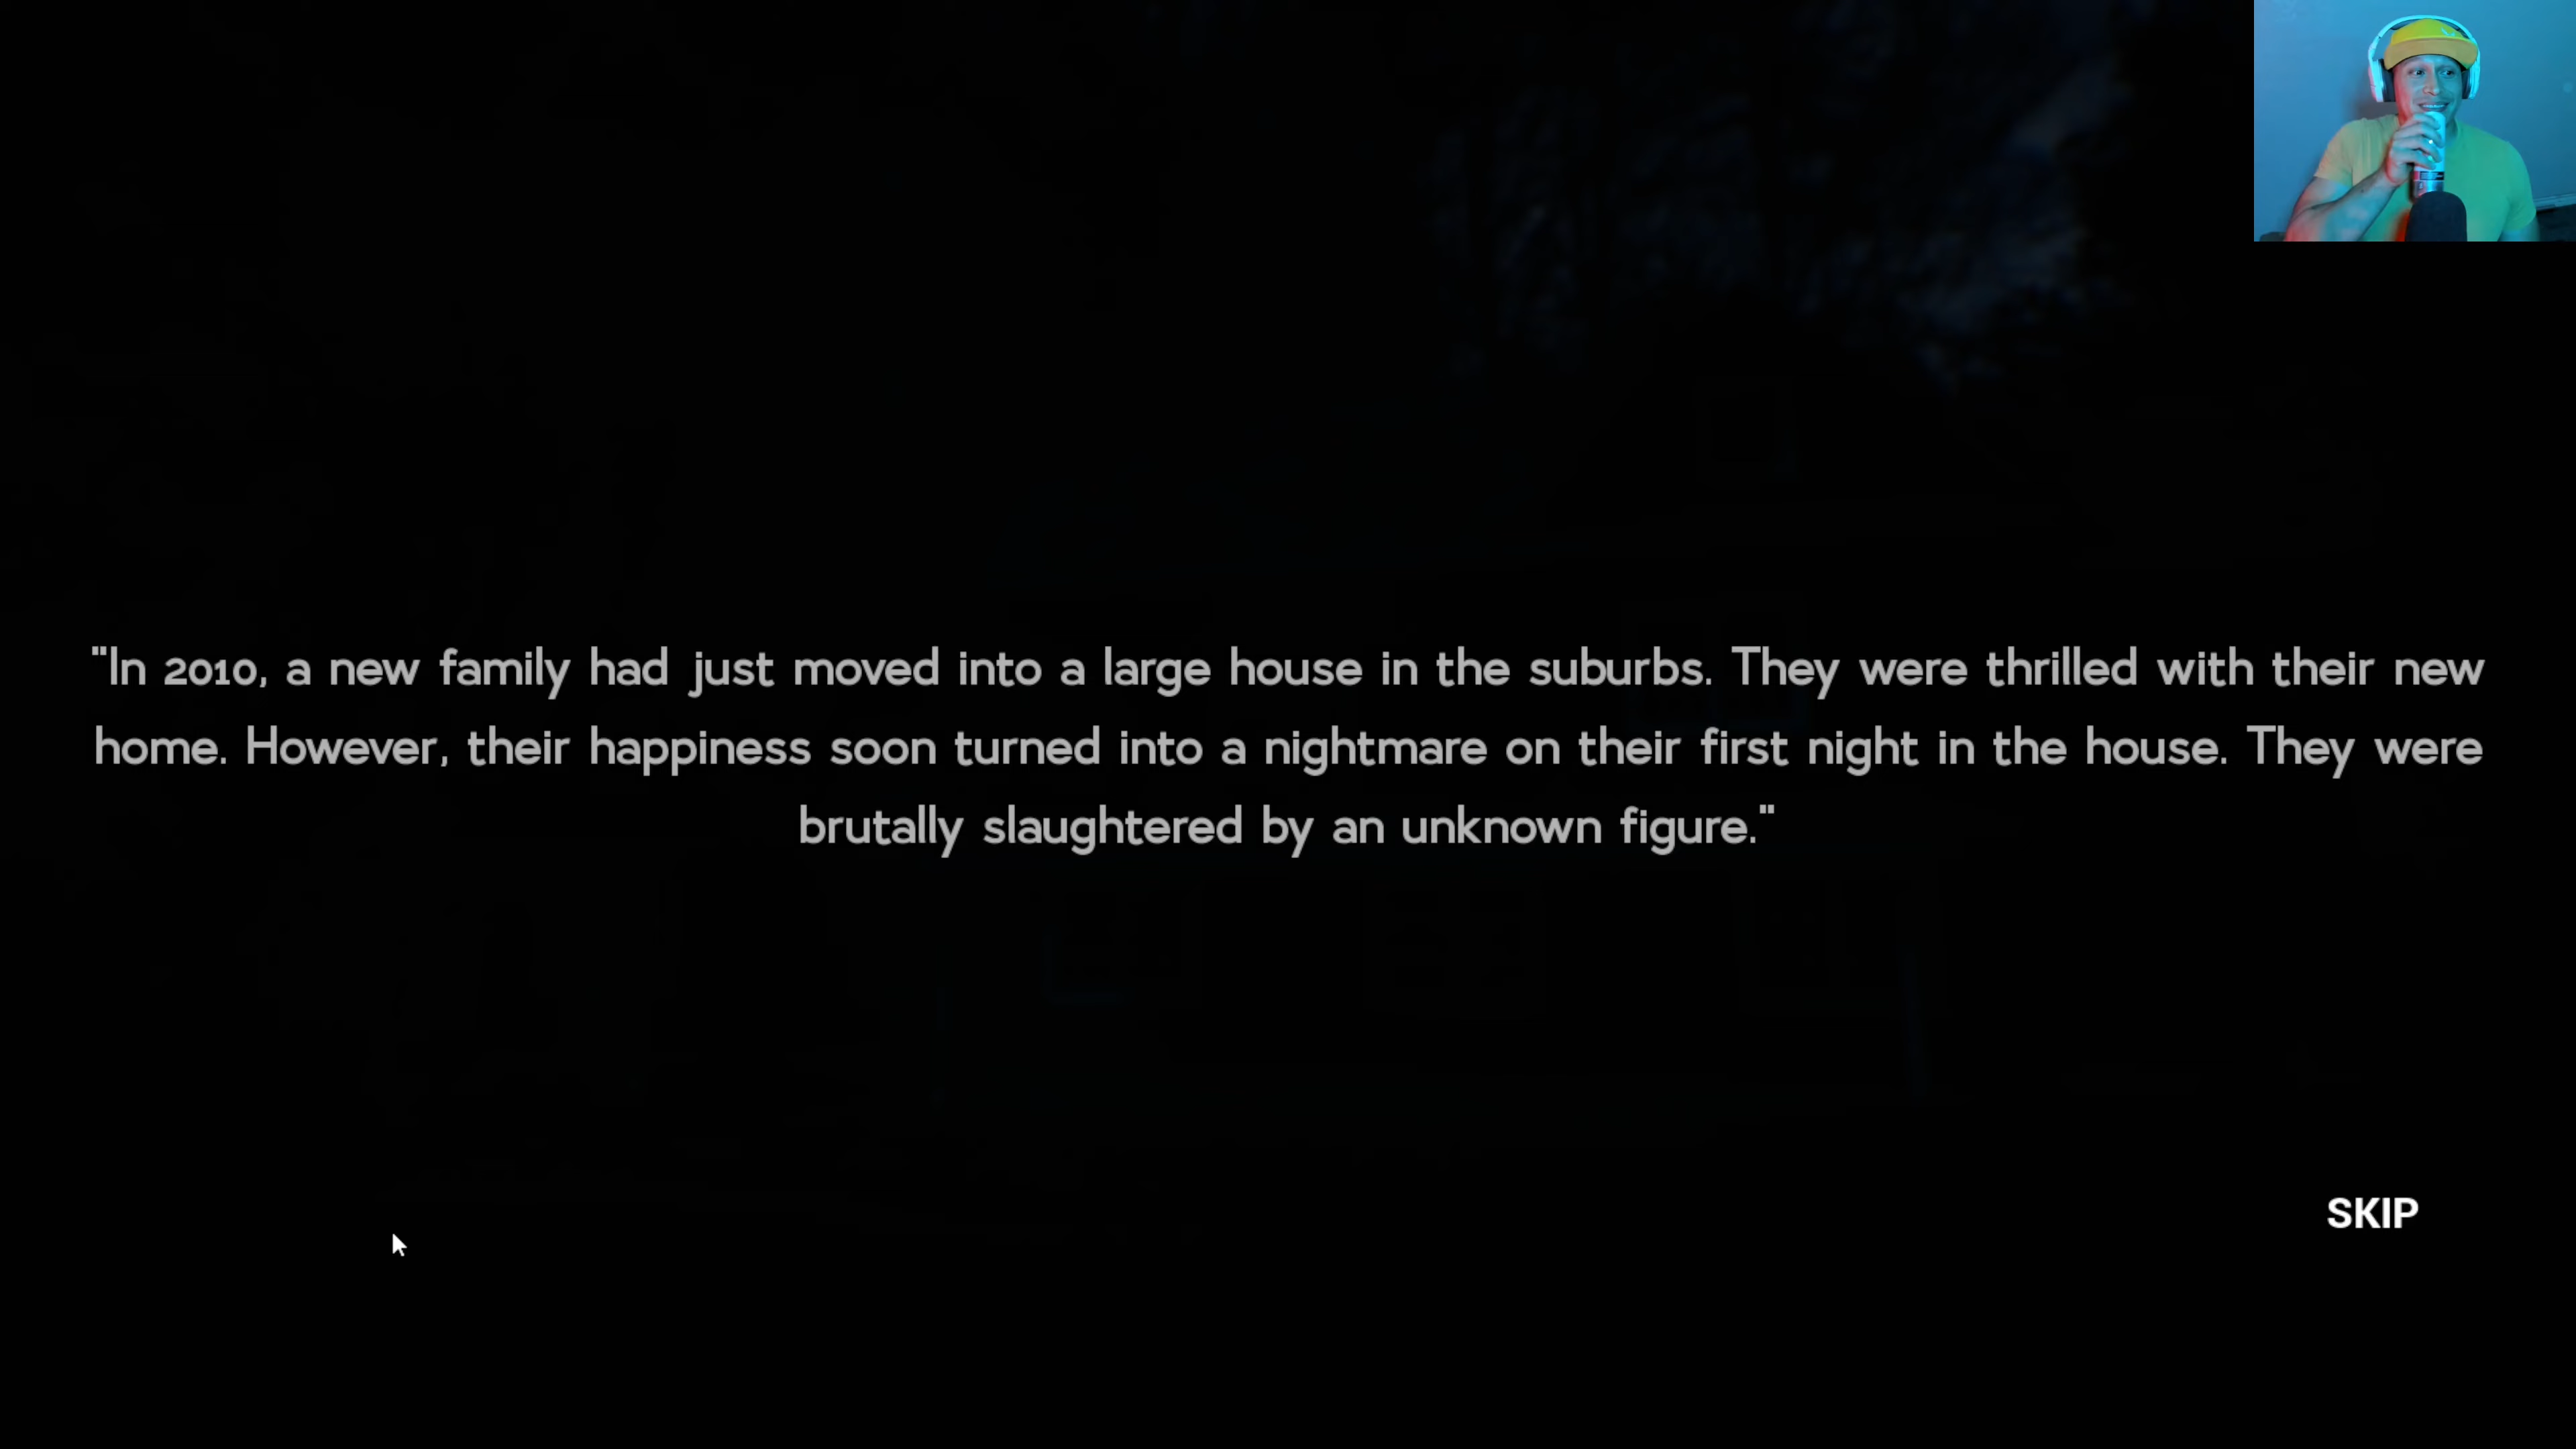 "In 2010, a new family had just moved into a large house in the suburbs. They were thrilled with their new
home. However, their happiness soon turned into a nightmare on their first night in the house. They were
brutally slaughtered by an unknown figure."
SKIP